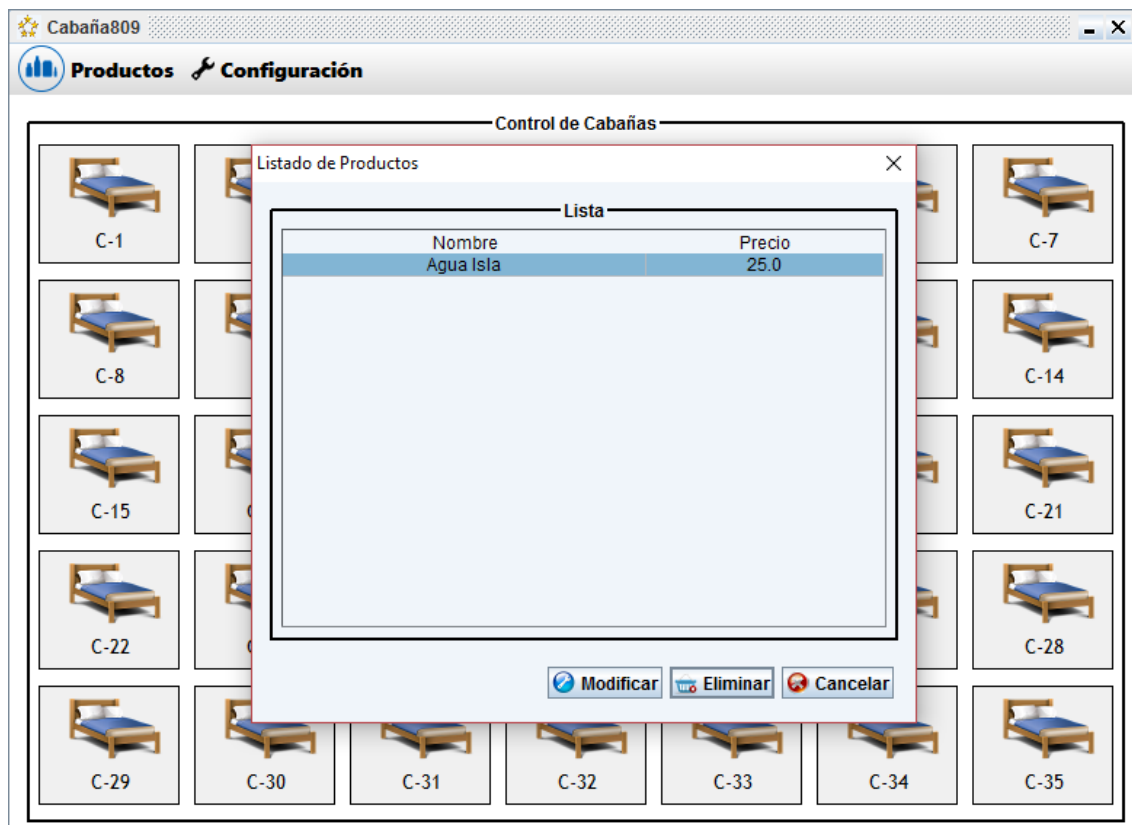 Cabaña809
Productos Configuración
Control de Cabañas
Listado de Productos
Lista
Nombre Precio
Agua Isla 25.0
Modificar Eliminar Cancelar
C-1 C-7
C-8 C-14
C-15 C-21
C-22 C-28
C-29 C-30 C-31 C-32 C-33 C-34 C-35